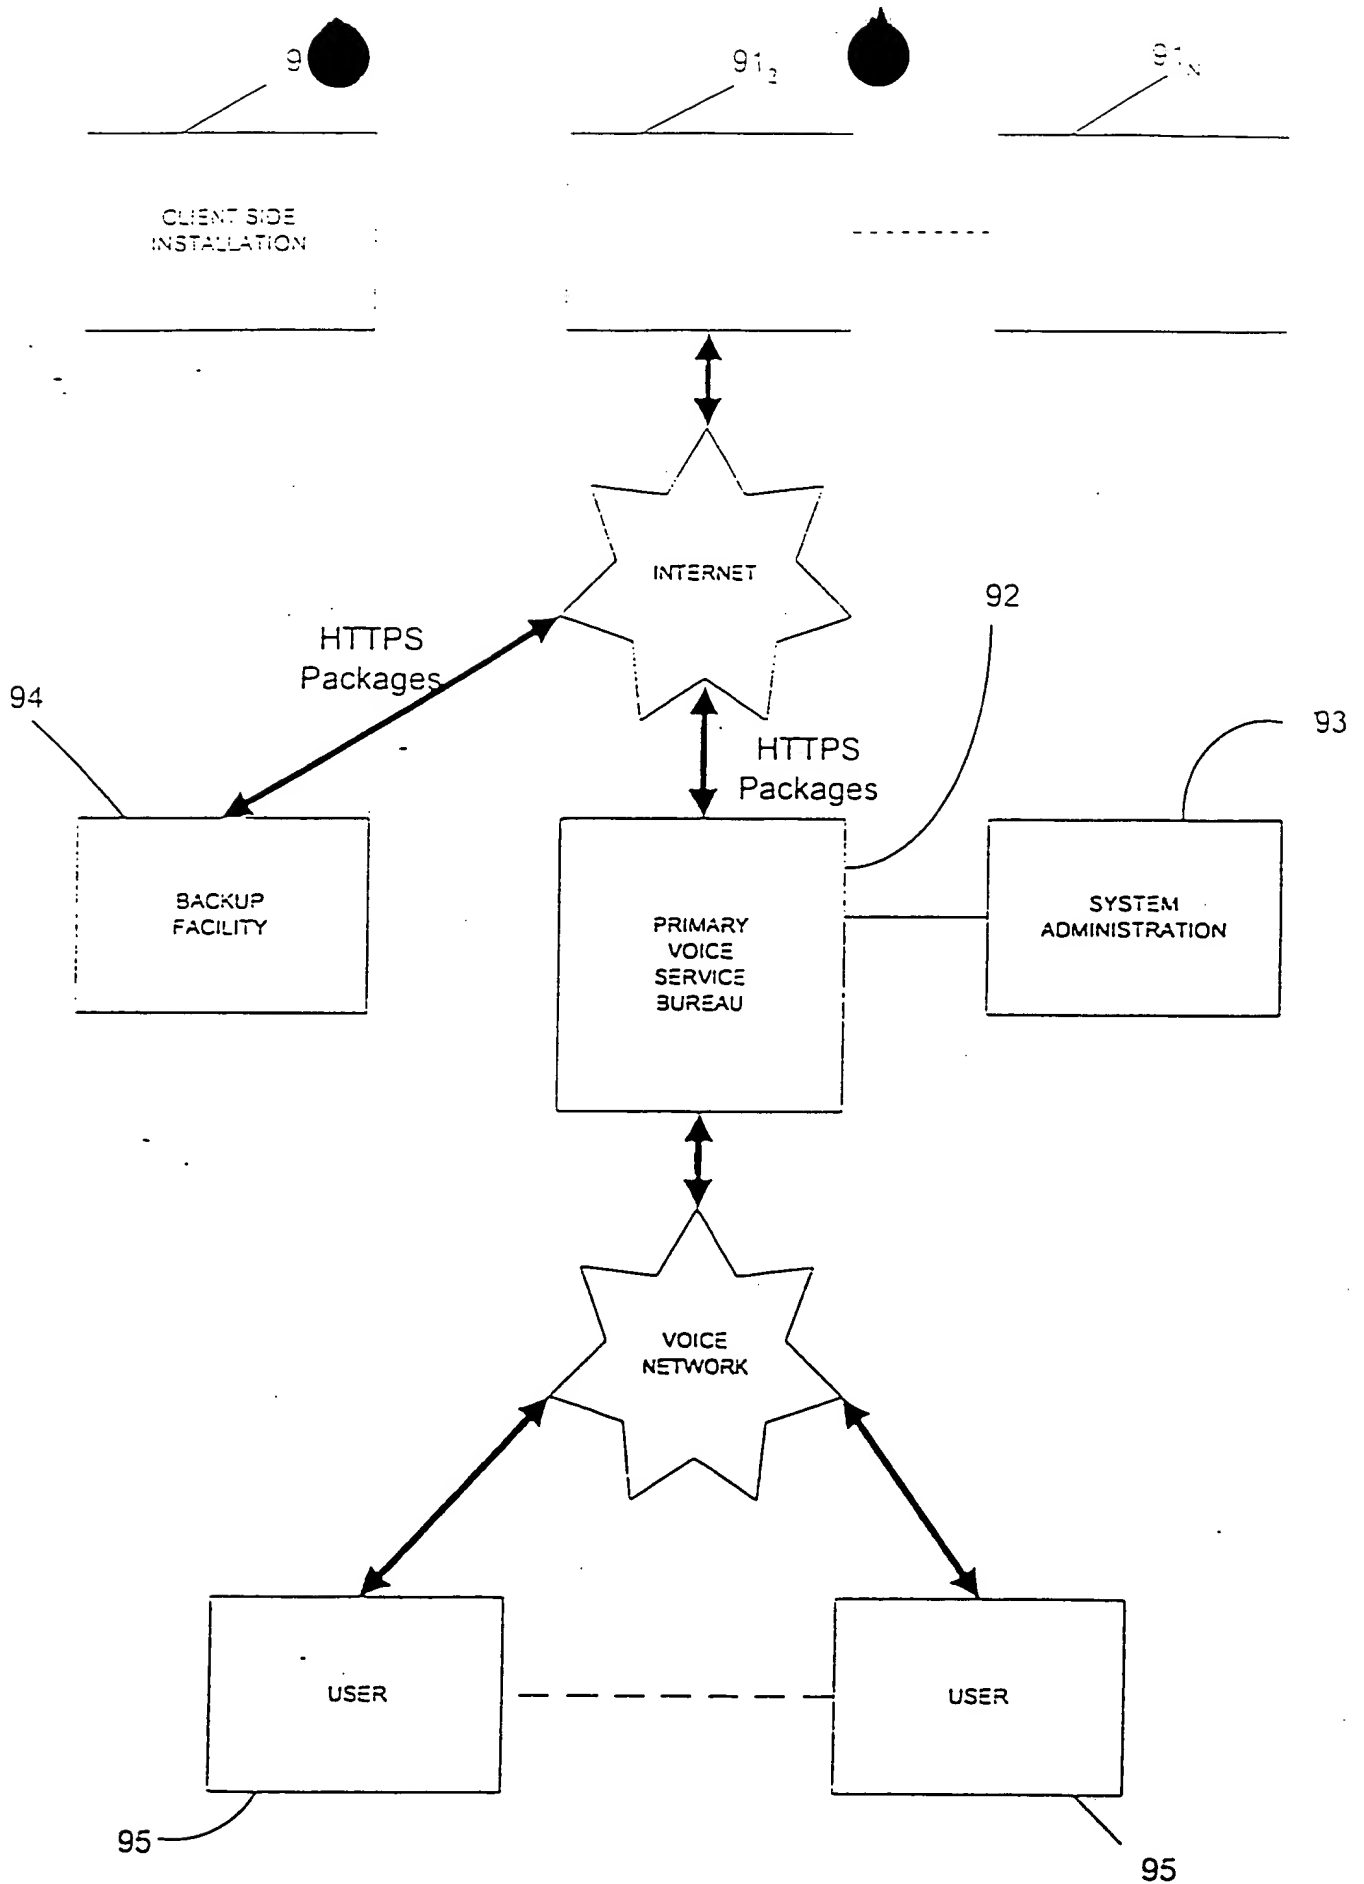 9
91₂
91ₙ
CLIENT SIDE
INSTALLATION
INTERNET
92
HTTPS
Packages
94
93
HTTPS
Packages
BACKUP
FACILITY
PRIMARY
VOICE
SERVICE
BUREAU
SYSTEM
ADMINISTRATION
VOICE
NETWORK
USER
USER
95
95